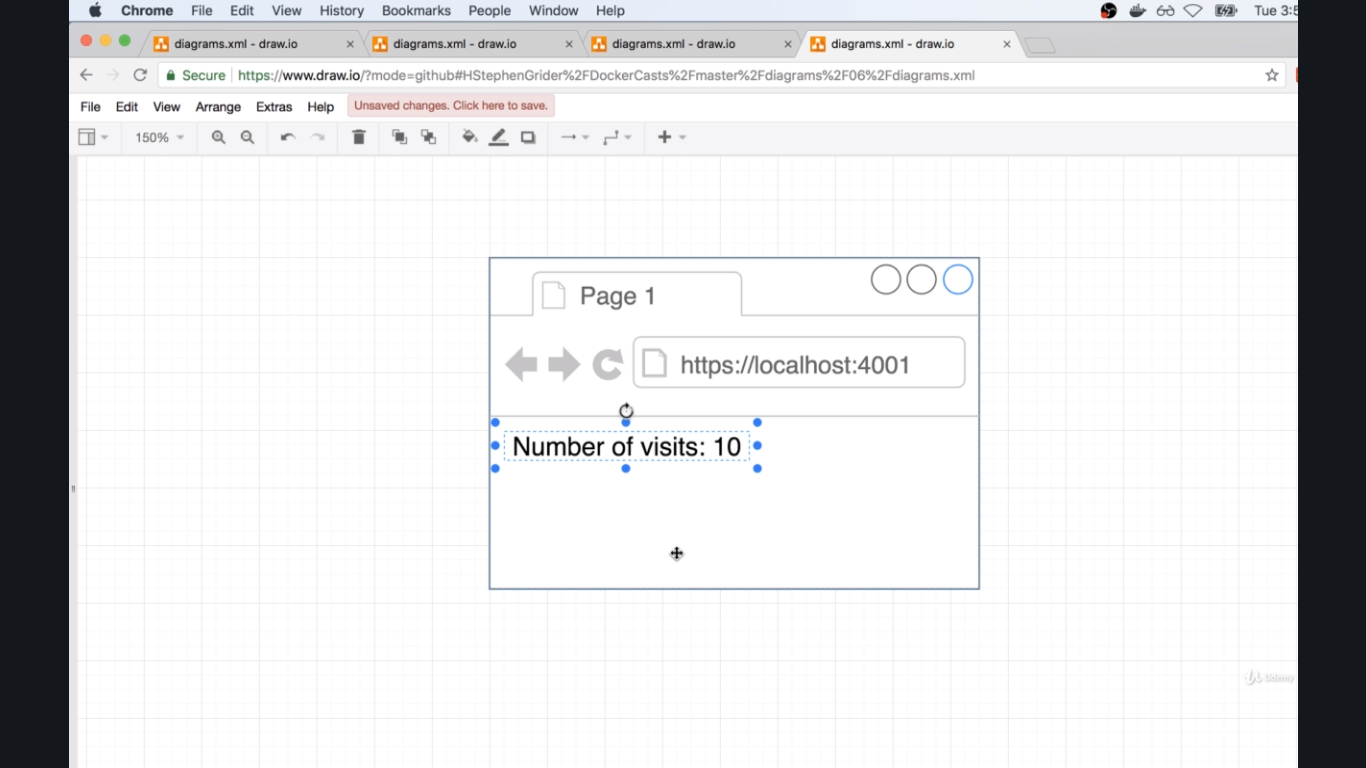 Chrome File Edit View History Bookmarks People Window Help Tue 3:5
diagrams.xml - draw.io diagrams.xml - draw.io diagrams.xml - draw.io diagrams.xml - draw.io
Secure https://www.draw.io/?mode=github#HStephenGrider%2FDockerCasts%2Fmaster%2Fdiagrams%2F06%2Fdiagrams.xml
File Edit View Arrange Extras Help Unsaved changes. Click here to save.
150%
Page 1
https://localhost:4001
Number of visits: 10
Udemy